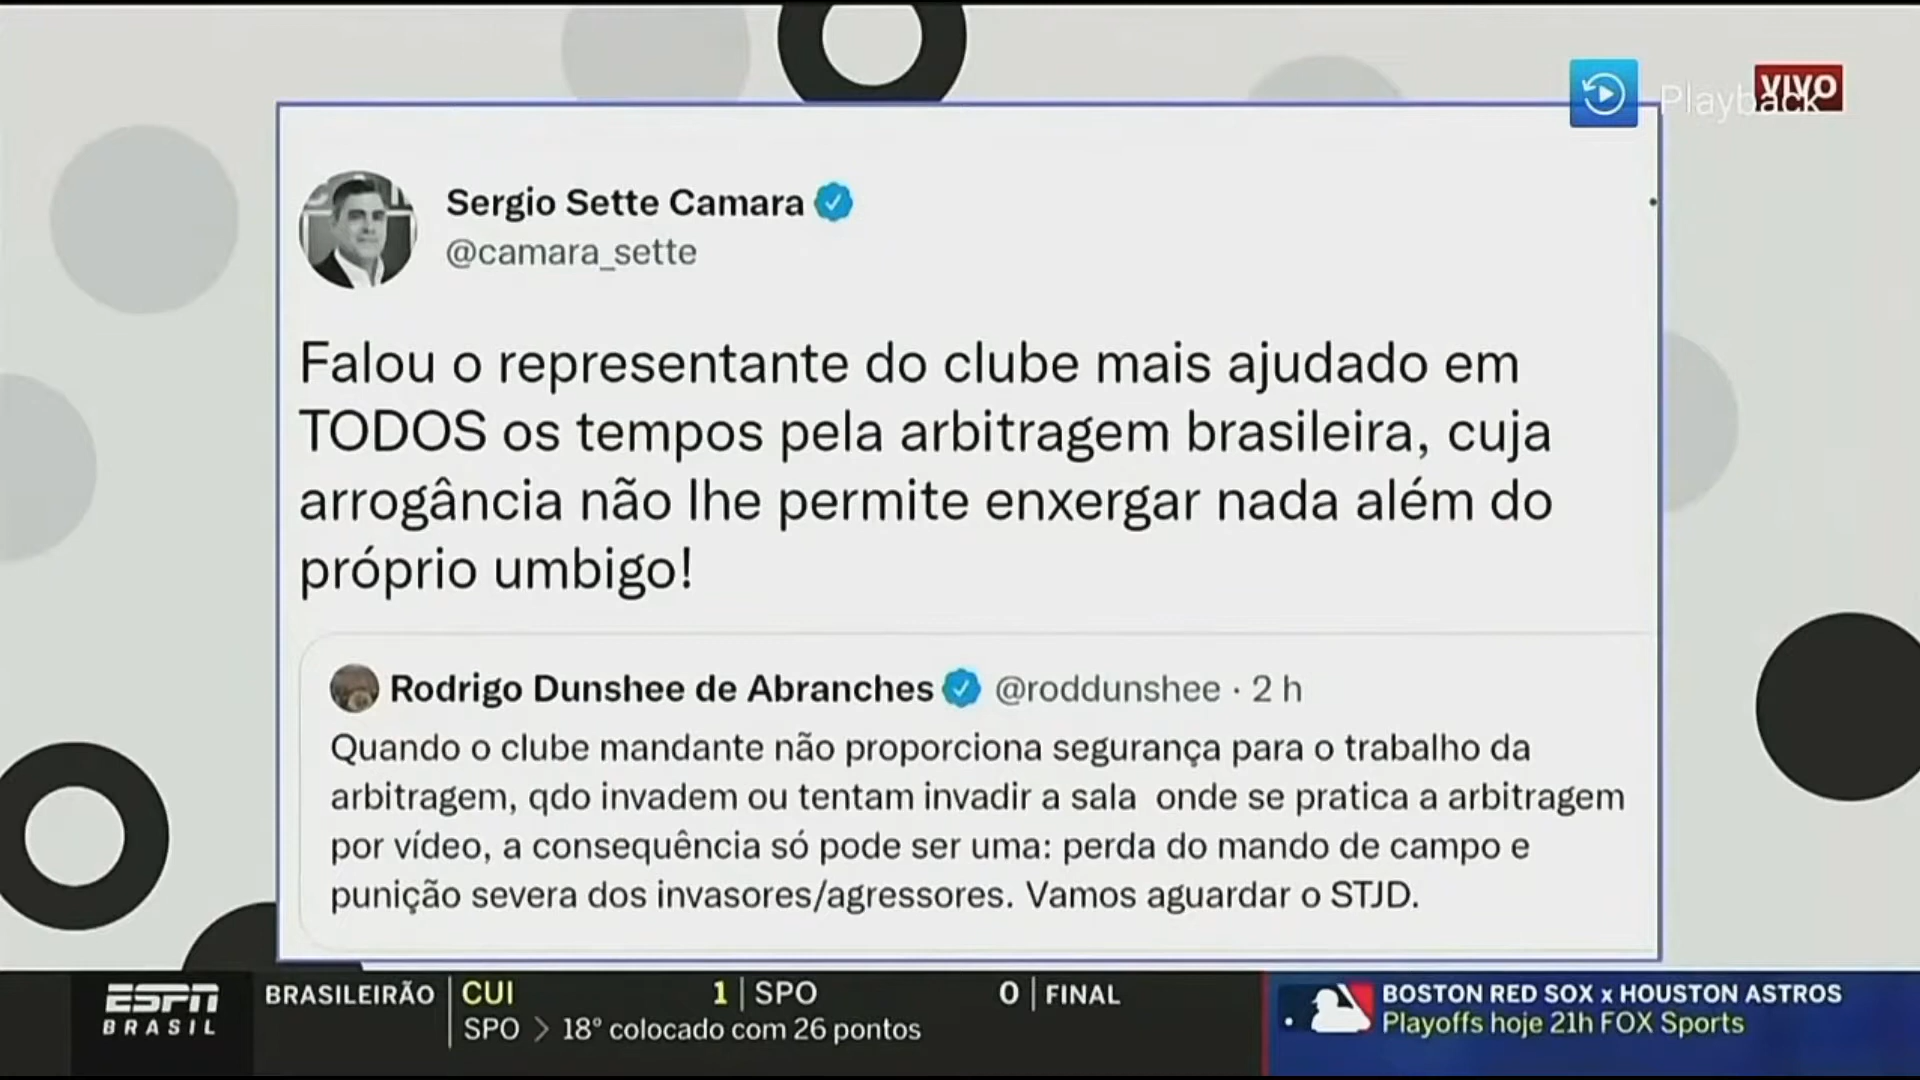 Playback
VIVO
Sergio Sette Camara
@camara_sette
Falou o representante do clube mais ajudado em
TODOS os tempos pela arbitragem brasileira, cuja
arrogância não lhe permite enxergar nada além do
próprio umbigo!
Rodrigo Dunshee de Abranches @roddunshee · 2 h
Quando o clube mandante não proporciona segurança para o trabalho da
arbitragem, qdo invadem ou tentam invadir a sala onde se pratica a arbitragem
por vídeo, a consequência só pode ser uma: perda do mando de campo e
punição severa dos invasores/agressores. Vamos aguardar o STJD.
ESPN
BRASIL
BRASILEIRÃO
CUI 1 | SPO 0 | FINAL
SPO > 18º colocado com 26 pontos
BOSTON RED SOX x HOUSTON ASTROS
Playoffs hoje 21h FOX Sports